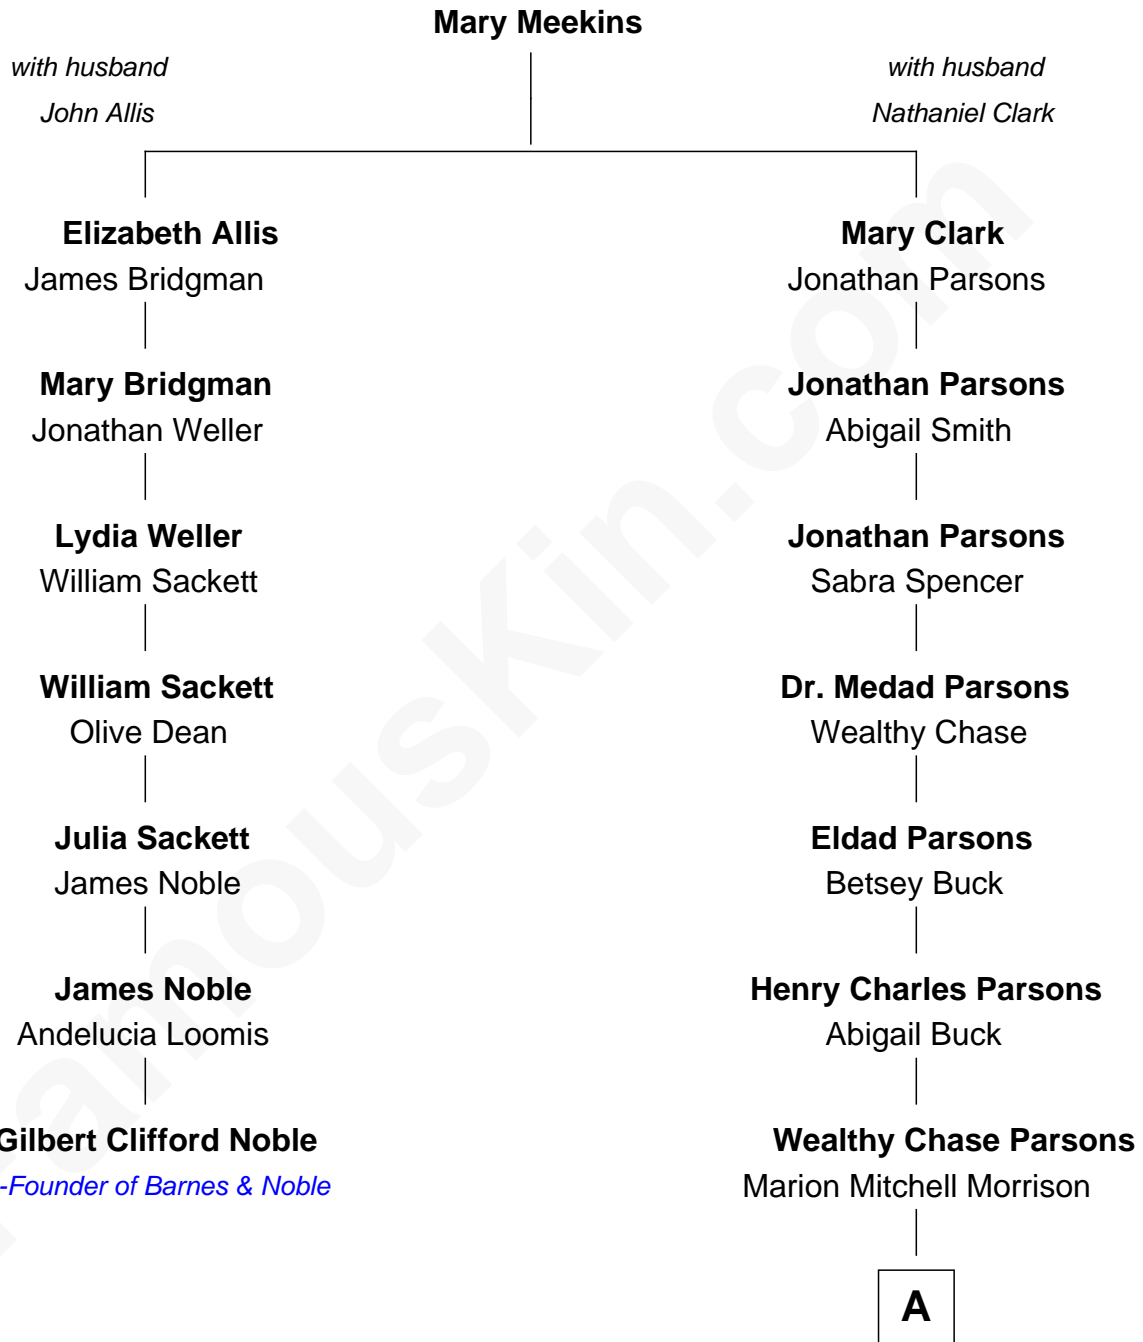 Mary Meekins
with husband
John Allis
with husband
Nathaniel Clark
Elizabeth Allis
James Bridgman
Mary Bridgman
Jonathan Weller
Lydia Weller
William Sackett
William Sackett
Olive Dean
Julia Sackett
James Noble
James Noble
Andelucia Loomis
Gilbert Clifford Noble
-Founder of Barnes & Noble
Mary Clark
Jonathan Parsons
Jonathan Parsons
Abigail Smith
Jonathan Parsons
Sabra Spencer
Dr. Medad Parsons
Wealthy Chase
Eldad Parsons
Betsey Buck
Henry Charles Parsons
Abigail Buck
Wealthy Chase Parsons
Marion Mitchell Morrison
A
FamousKin.com